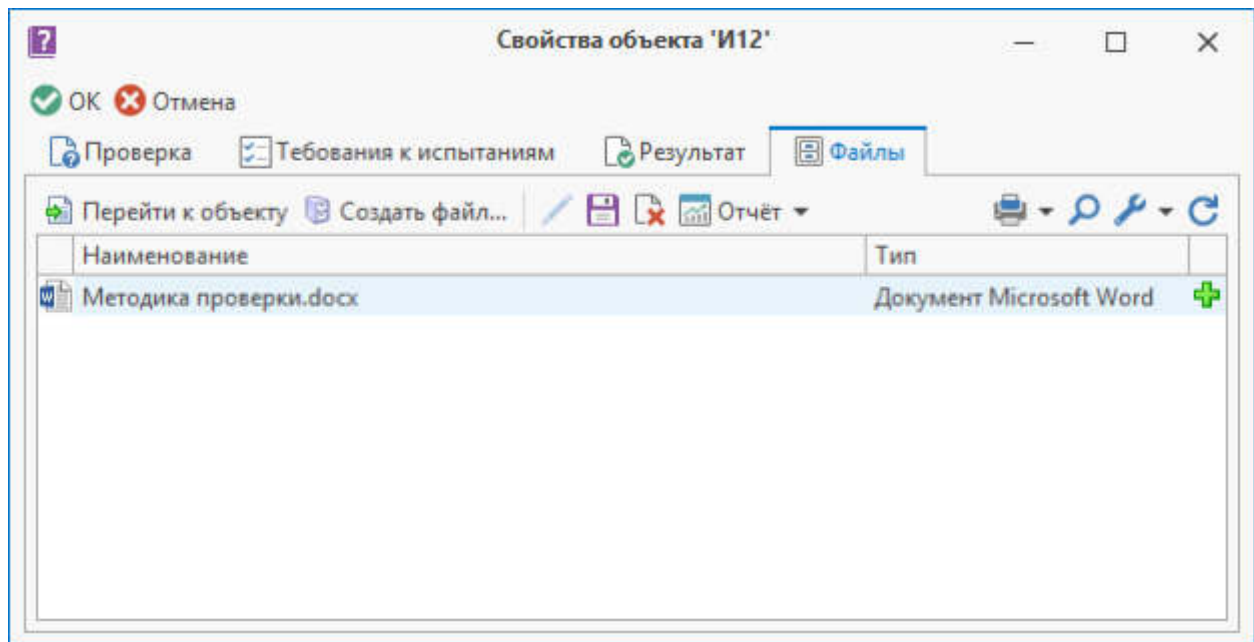 Свойства объекта 'И12'
ОК Отмена
Проверка Тебования к испытаниям Результат Файлы
Перейти к объекту Создать файл... Отчёт
Наименование Тип
Методика проверки.docx Документ Microsoft Word